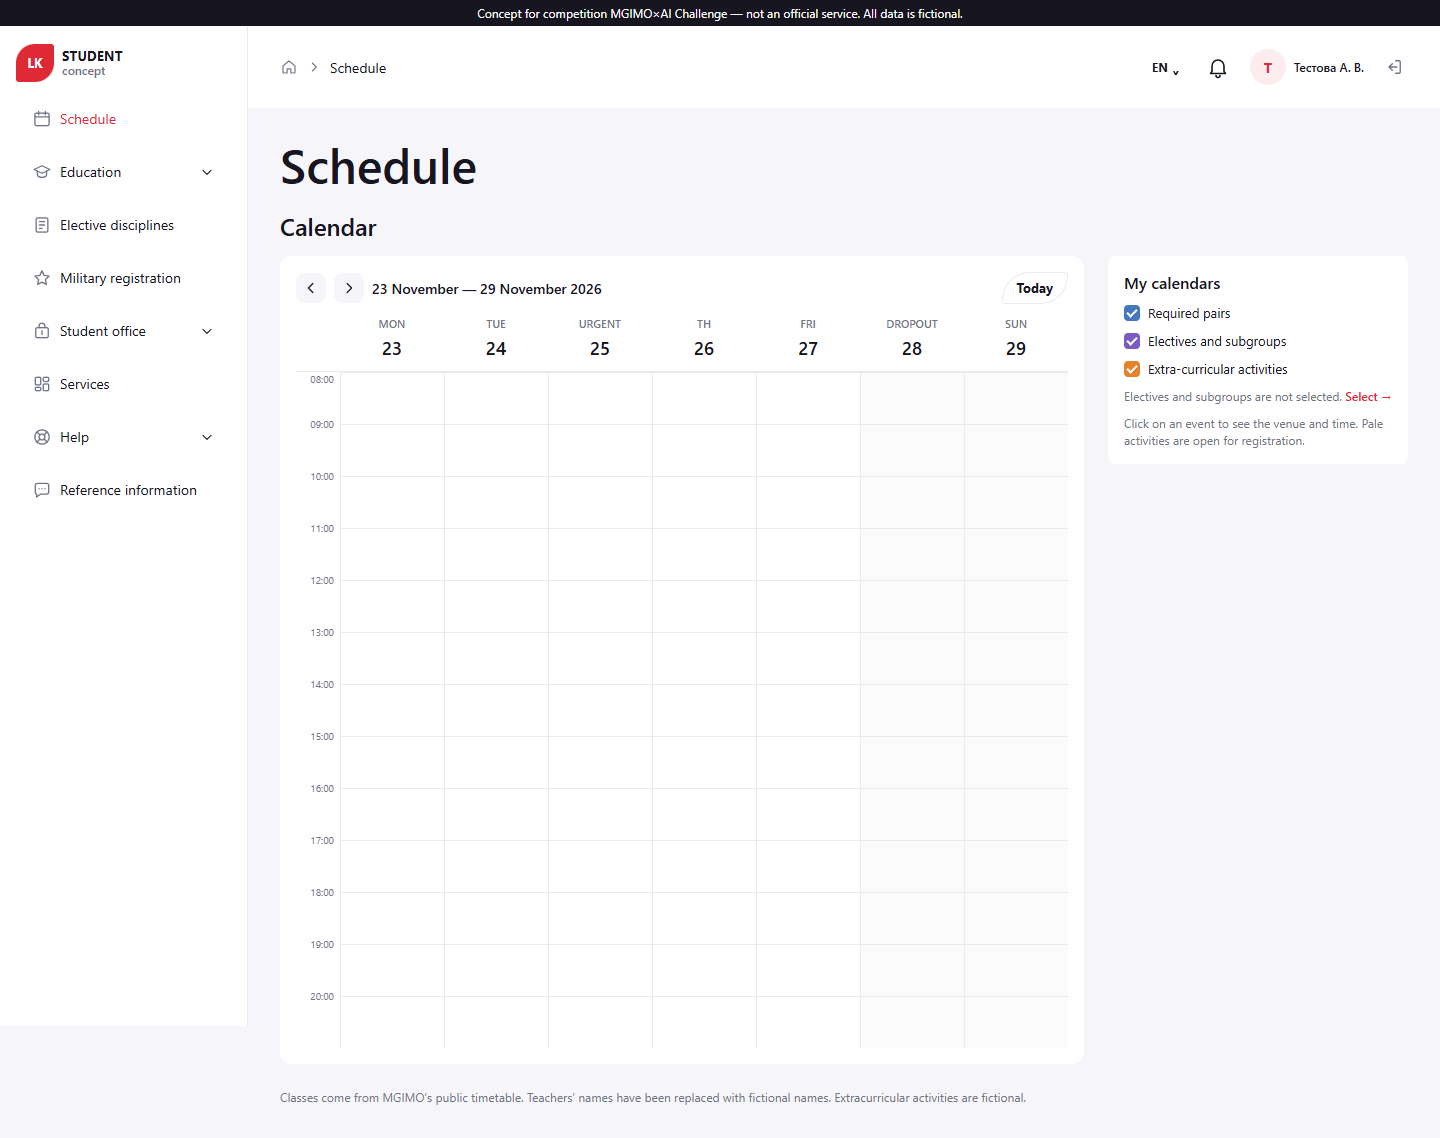 Concept for competition MGIMO×AI Challenge — not an official service. All data is fictional.
LK
STUDENT
concept
Schedule
Education
Elective disciplines
Military registration
Student office
Services
Help
Reference information
Schedule
EN
T
Тестова А. В.
Schedule
Calendar
23 November — 29 November 2026
Today
MON TUE URGENT TH FRI DROPOUT SUN
23 24 25 26 27 28 29
08:00
09:00
10:00
11:00
12:00
13:00
14:00
15:00
16:00
17:00
18:00
19:00
20:00
My calendars
Required pairs
Electives and subgroups
Extra-curricular activities
Electives and subgroups are not selected. Select →
Click on an event to see the venue and time. Pale
activities are open for registration.
Classes come from MGIMO's public timetable. Teachers' names have been replaced with fictional names. Extracurricular activities are fictional.